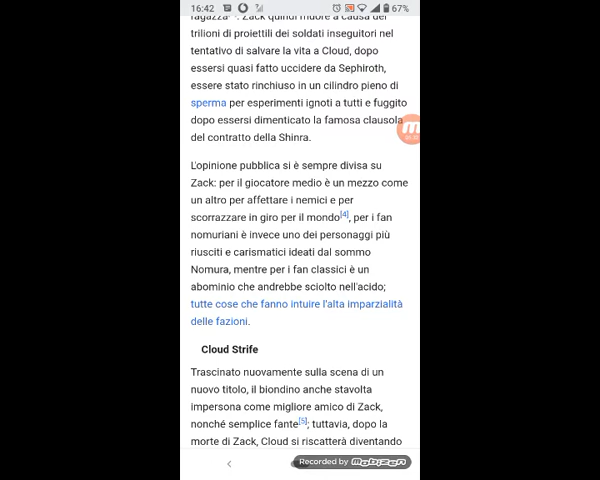 16:42
67%
ragazza. Zack quindi muore a causa dei
trilioni di proiettili dei soldati inseguitori nel
tentativo di salvare la vita a Cloud, dopo
essersi quasi fatto uccidere da Sephiroth,
essere stato rinchiuso in un cilindro pieno di
sperma per esperimenti ignoti a tutti e fuggito
dopo essersi dimenticato la famosa clausola
del contratto della Shinra.
L'opinione pubblica si è sempre divisa su
Zack: per il giocatore medio è un mezzo come
un altro per affettare i nemici e per
scorrazzare in giro per il mondo[4], per i fan
nomuriani è invece uno dei personaggi più
riusciti e carismatici ideati dal sommo
Nomura, mentre per i fan classici è un
abominio che andrebbe sciolto nell'acido;
tutte cose che fanno intuire l'alta imparzialità
delle fazioni.
Cloud Strife
Trascinato nuovamente sulla scena di un
nuovo titolo, il biondino anche stavolta
impersona come migliore amico di Zack,
nonché semplice fante[5]; tuttavia, dopo la
morte di Zack, Cloud si riscatterà diventando
Recorded by mobizen